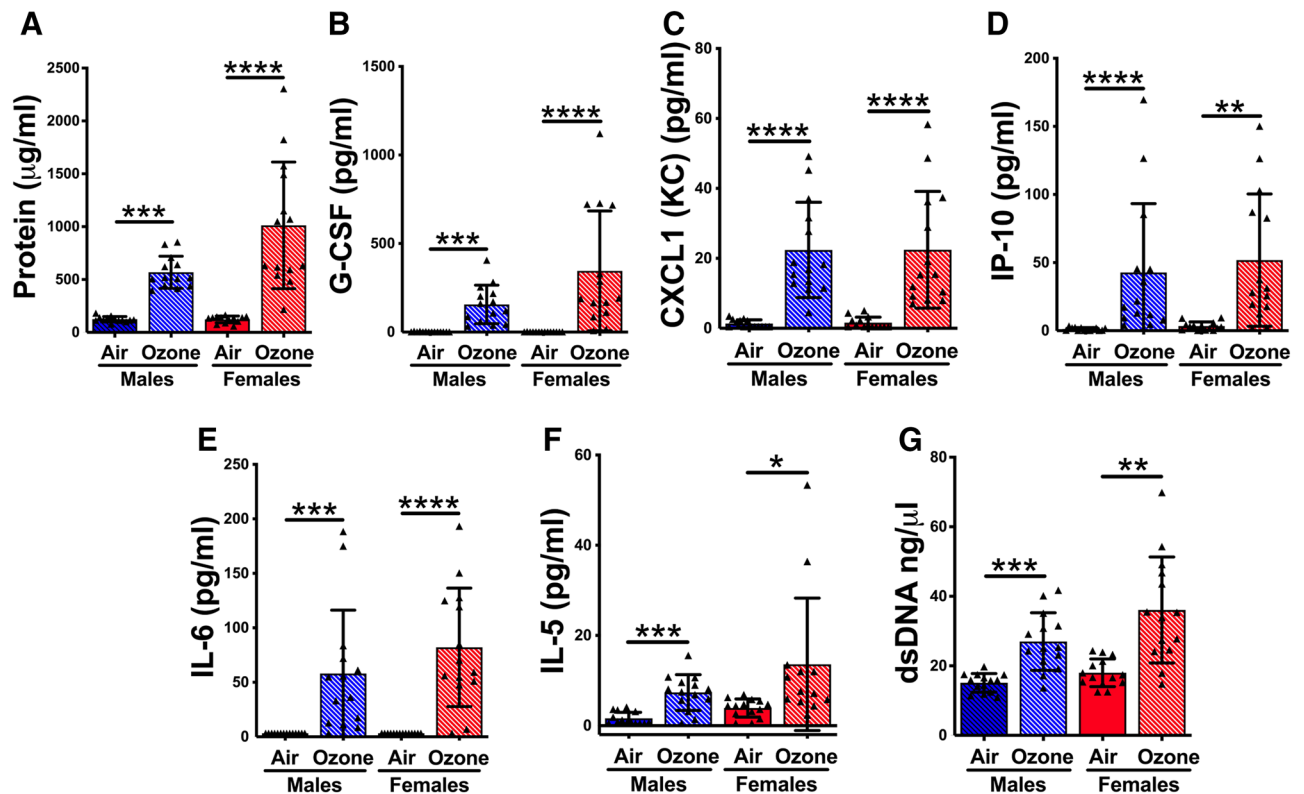 A
Protein (µg/ml)
2500
2000
1500
1000
500
0
***
****
Air Ozone Air Ozone
Males Females
B
G-CSF (pg/ml)
1500
1000
500
0
***
****
Air Ozone Air Ozone
Males Females
C
CXCL1 (KC) (pg/ml)
80
60
40
20
0
****
****
Air Ozone Air Ozone
Males Females
D
IP-10 (pg/ml)
200
150
100
50
0
****
**
Air Ozone Air Ozone
Males Females
E
IL-6 (pg/ml)
250
200
150
100
50
0
***
****
Air Ozone Air Ozone
Males Females
F
IL-5 (pg/ml)
60
40
20
0
***
*
Air Ozone Air Ozone
Males Females
G
dsDNA ng/µl
80
60
40
20
0
***
**
Air Ozone Air Ozone
Males Females